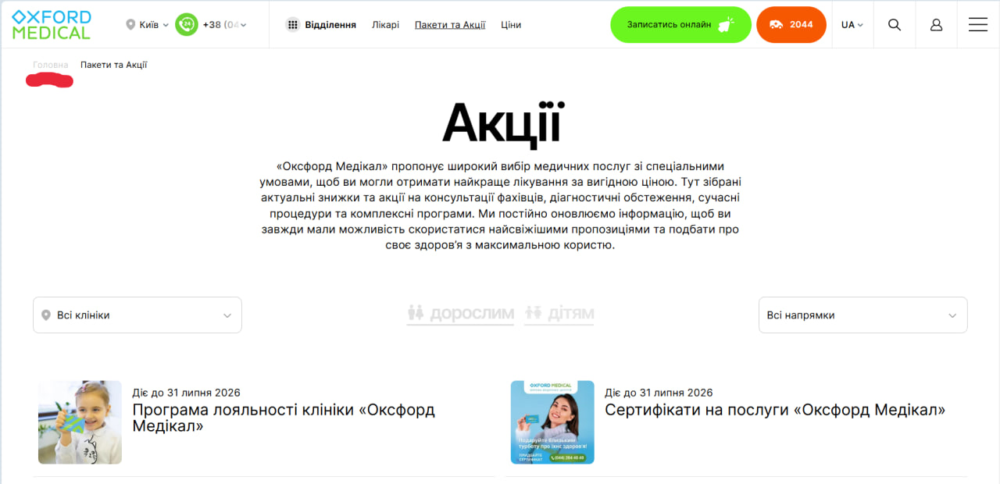 OXFORD
MEDICAL
Київ
24
+38 (04
Відділення
Лікарі
Пакети та Акції
Ціни
Записатись онлайн
2044
UA
Головна
Пакети та Акції
Акції
«Оксфорд Медікал» пропонує широкий вибір медичних послуг зі спеціальними
умовами, щоб ви могли отримати найкраще лікування за вигідною ціною. Тут зібрані
актуальні знижки та акції на консультації фахівців, діагностичні обстеження, сучасні
процедури та комплексні програми. Ми постійно оновлюємо інформацію, щоб ви
завжди мали можливість скористатися найсвіжішими пропозиціями та подбати про
своє здоров’я з максимальною користю.
Всі клініки
дорослим
дітям
Всі напрямки
Діє до 31 липня 2026
Програма лояльності клініки «Оксфорд
Медікал»
OXFORD MEDICAL
Подаруйте близьким
турботу про їхнє здоров'я!
ПРИДБАЙТЕ
СЕРТИФІКАТ
Діє до 31 липня 2026
Сертифікати на послуги «Оксфорд Медікал»